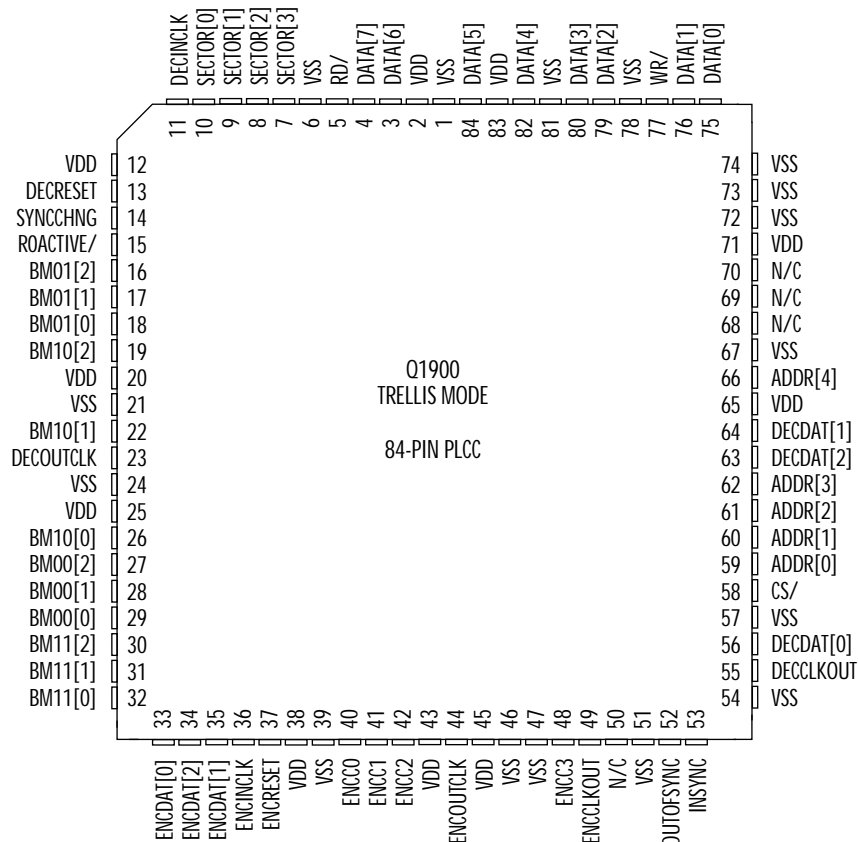 DECINCLK
SECTOR[0]
SECTOR[1]
SECTOR[2]
SECTOR[3]
VSS
RD/
DATA[7]
DATA[6]
VDD
VSS
DATA[5]
VDD
DATA[4]
VSS
DATA[3]
DATA[2]
VSS
WR/
DATA[1]
DATA[0]
11 10 9 8 7 6 5 4 3 2 1 84 83 82 81 80 79 78 77 76 75
VDD 12
DECRESET 13
SYNCCHNG 14
ROACTIVE/ 15
BM01[2] 16
BM01[1] 17
BM01[0] 18
BM10[2] 19
VDD 20
VSS 21
BM10[1] 22
DECOUTCLK 23
VSS 24
VDD 25
BM10[0] 26
BM00[2] 27
BM00[1] 28
BM00[0] 29
BM11[2] 30
BM11[1] 31
BM11[0] 32
Q1900
TRELLIS MODE
84-PIN PLCC
74 VSS
73 VSS
72 VSS
71 VDD
70 N/C
69 N/C
68 N/C
67 VSS
66 ADDR[4]
65 VDD
64 DECDAT[1]
63 DECDAT[2]
62 ADDR[3]
61 ADDR[2]
60 ADDR[1]
59 ADDR[0]
58 CS/
57 VSS
56 DECDAT[0]
55 DECCLKOUT
54 VSS
33 34 35 36 37 38 39 40 41 42 43 44 45 46 47 48 49 50 51 52 53
ENCDAT[0]
ENCDAT[2]
ENCDAT[1]
ENCINCLK
ENCRESET
VDD
VSS
ENCC0
ENCC1
ENCC2
VDD
ENCOUTCLK
VDD
VSS
VSS
ENCC3
ENCCLKOUT
N/C
VSS
OUTOFSYNC
INSYNC